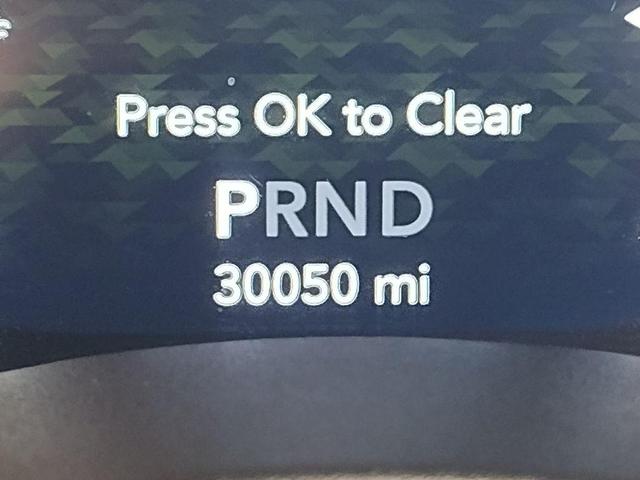 Press OK to Clear
PRND
30050 mi